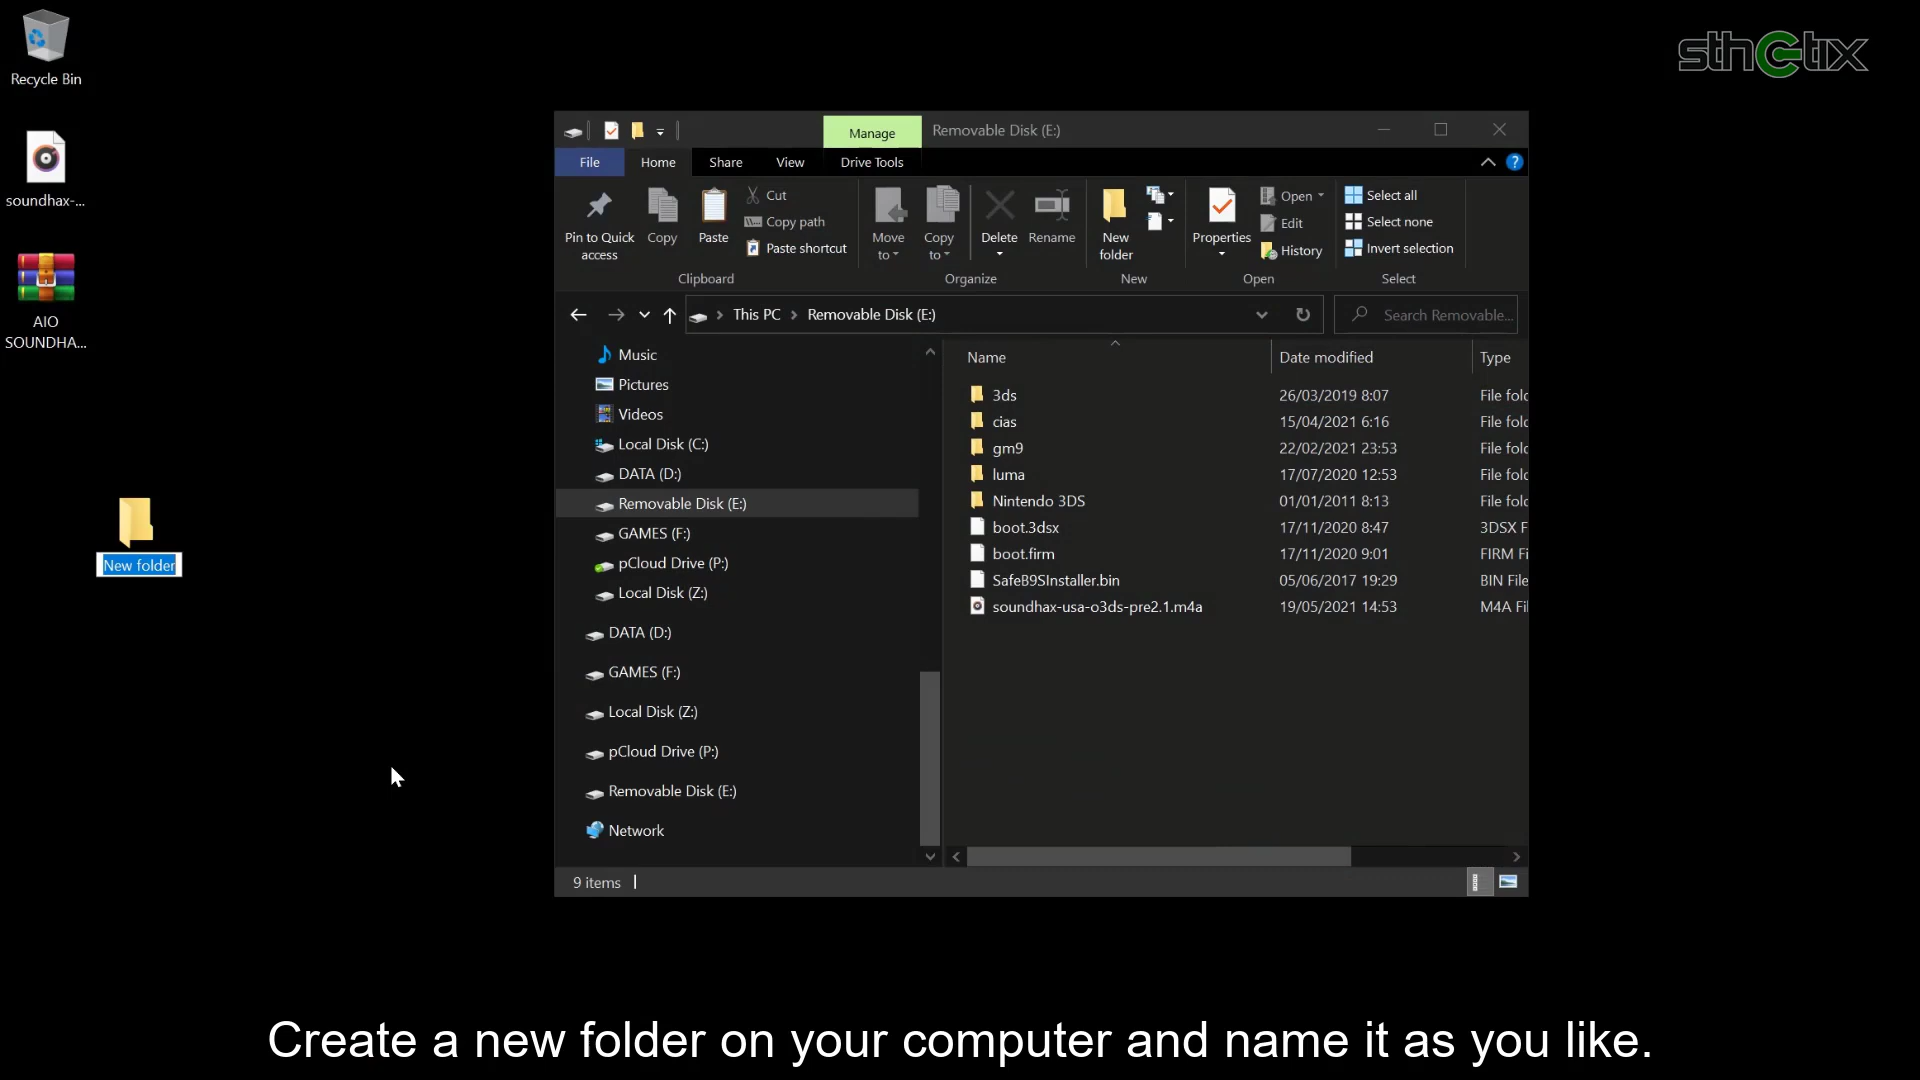 Recycle Bin
soundhax-...
AIO
SOUNDHA...
New folder
sthetix
Manage
Removable Disk (E:)
File
Home
Share
View
Drive Tools
?
Pin to Quick
access
Copy
Paste
Cut
Copy path
Paste shortcut
Clipboard
Move
to
Copy
to
Delete
Rename
Organize
New
folder
New
Properties
Open
Edit
History
Open
Select all
Select none
Invert selection
Select
This PC
Removable Disk (E:)
Search Removable...
Music
Pictures
Videos
Local Disk (C:)
DATA (D:)
Removable Disk (E:)
GAMES (F:)
pCloud Drive (P:)
Local Disk (Z:)
DATA (D:)
GAMES (F:)
Local Disk (Z:)
pCloud Drive (P:)
Removable Disk (E:)
Network
Name Date modified Type
3ds 26/03/2019 8:07 File folc
cias 15/04/2021 6:16 File folc
gm9 22/02/2021 23:53 File folc
luma 17/07/2020 12:53 File folc
Nintendo 3DS 01/01/2011 8:13 File folc
boot.3dsx 17/11/2020 8:47 3DSX F
boot.firm 17/11/2020 9:01 FIRM Fi
SafeB9SInstaller.bin 05/06/2017 19:29 BIN File
soundhax-usa-o3ds-pre2.1.m4a 19/05/2021 14:53 M4A Fil
9 items
Create a new folder on your computer and name it as you like.